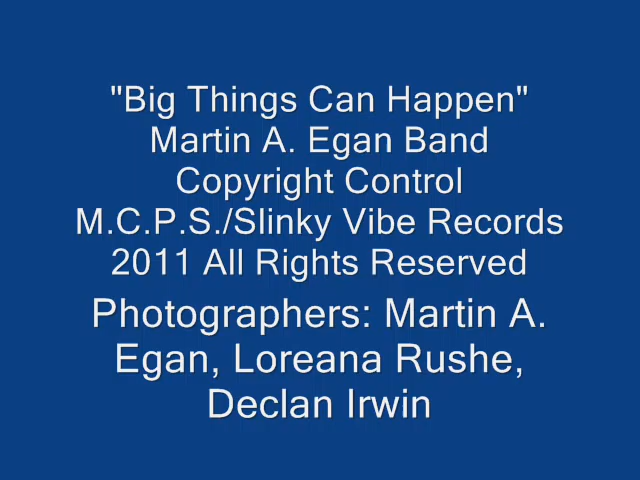 "Big Things Can Happen"
Martin A. Egan Band
Copyright Control
M.C.P.S./Slinky Vibe Records
2011 All Rights Reserved
Photographers: Martin A.
Egan, Loreana Rushe,
Declan Irwin